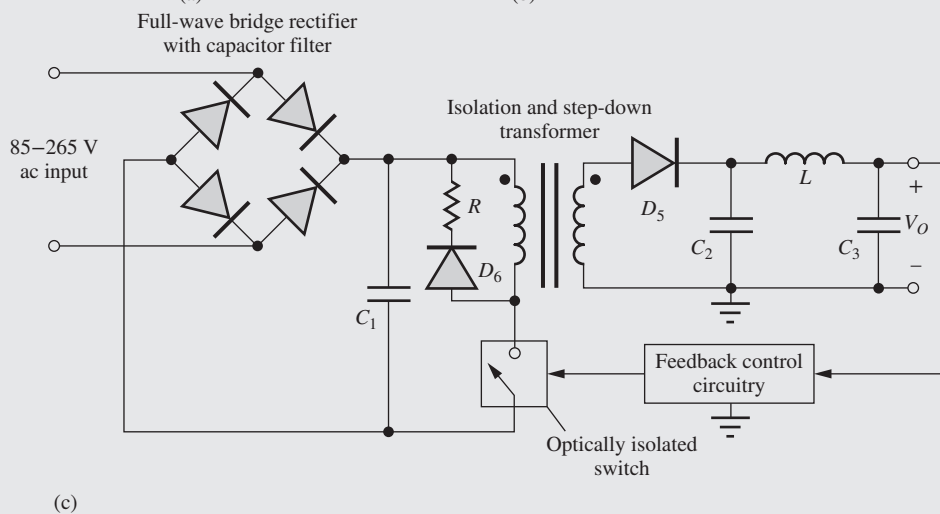 (a) (b)
Full-wave bridge rectifier
with capacitor filter
Isolation and step-down
transformer
85–265 V
ac input
R
D6
C1
D5
L
C2
C3
+
VO
–
Feedback control
circuitry
Optically isolated
switch
(c)